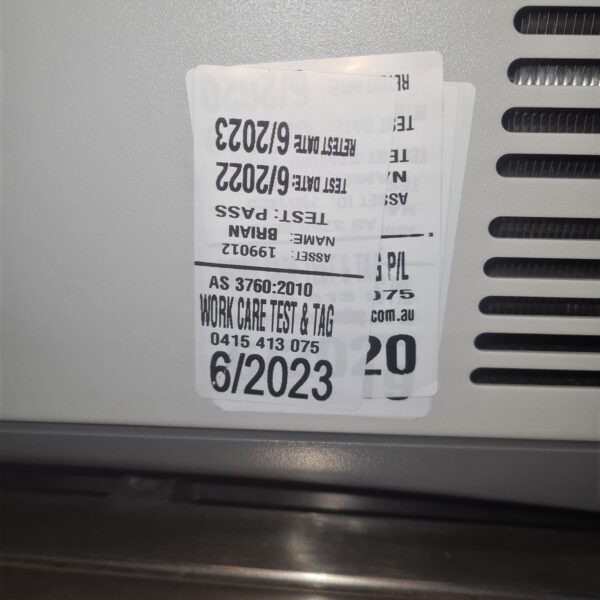 ASSET: 199012
NAME: BRIAN
TEST: PASS
TEST DATE: 6/2022
RETEST DATE: 6/2023
AS 3760:2010
WORK CARE TEST & TAG
0415 413 075
6/2023
G P/L
075
com.au
20